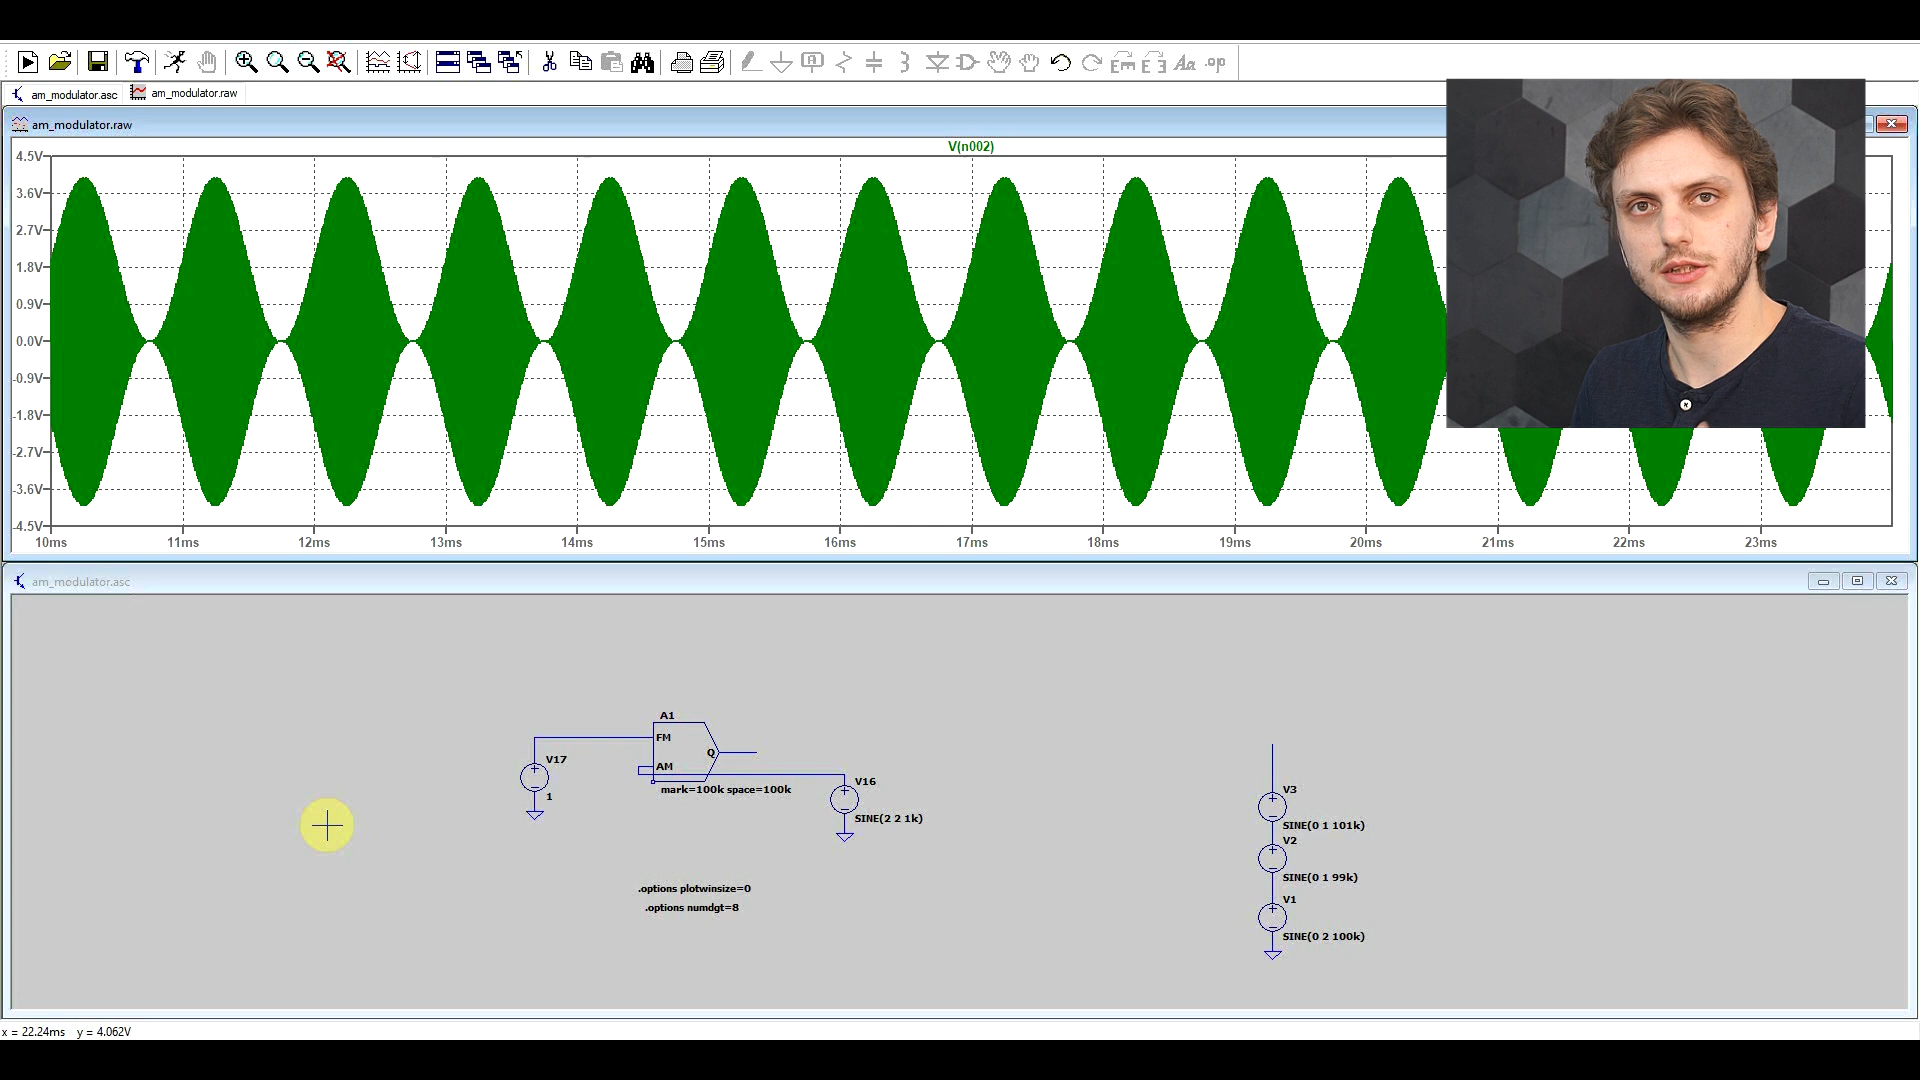 Aa .op
am_modulator.asc am_modulator.raw
am_modulator.raw
V(n002)
4.5V
3.6V
2.7V
1.8V
0.9V
0.0V
-0.9V
-1.8V
-2.7V
-3.6V
-4.5V
10ms 11ms 12ms 13ms 14ms 15ms 16ms 17ms 18ms 19ms 20ms 21ms 22ms 23ms
am_modulator.asc
A1
FM
Q
AM
mark=100k space=100k
V17
1
V16
SINE(2 2 1k)
.options plotwinsize=0
.options numdgt=8
V3
SINE(0 1 101k)
V2
SINE(0 1 99k)
V1
SINE(0 2 100k)
x = 22.24ms y = 4.062V